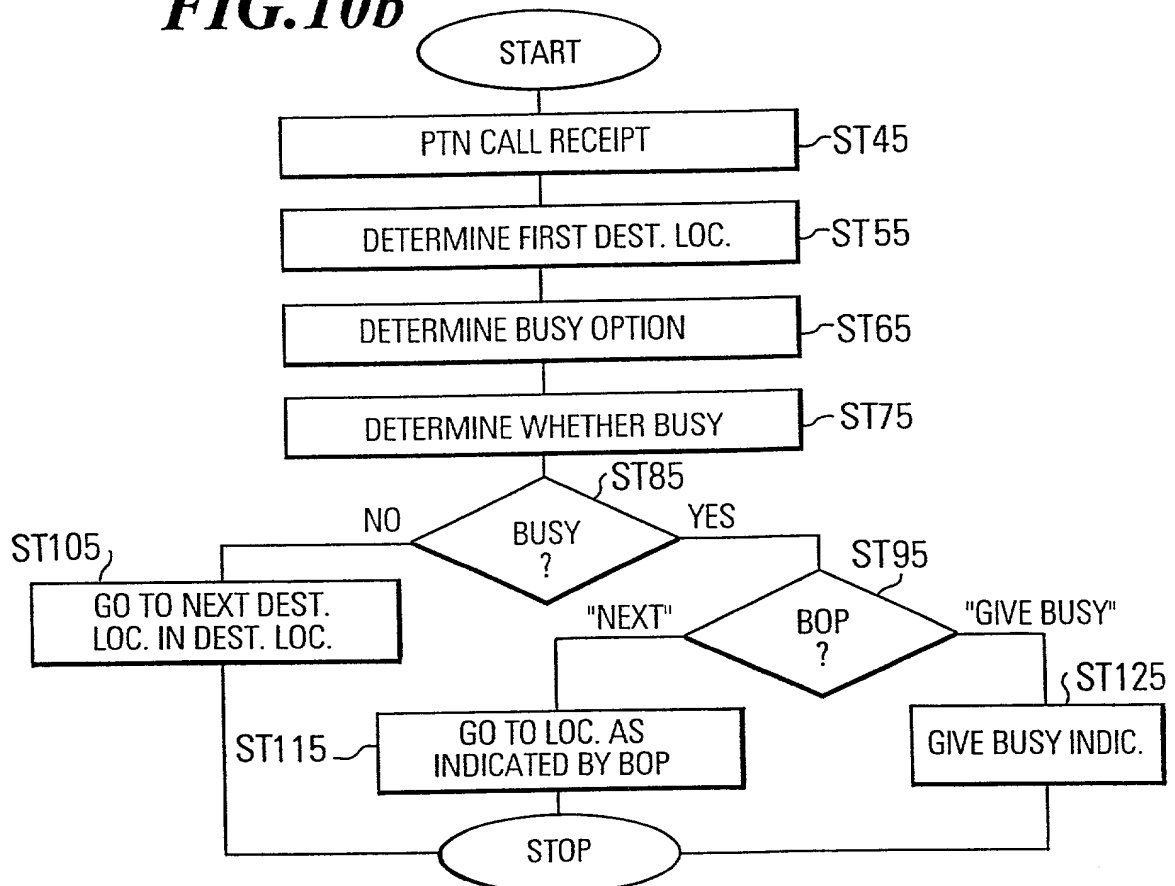 FIG.10b
START
PTN CALL RECEIPT
ST45
DETERMINE FIRST DEST. LOC.
ST55
DETERMINE BUSY OPTION
ST65
DETERMINE WHETHER BUSY
ST75
ST85
NO
BUSY
?
YES
ST105
GO TO NEXT DEST.
LOC. IN DEST. LOC.
ST95
"NEXT"
BOP
?
"GIVE BUSY"
ST115
GO TO LOC. AS
INDICATED BY BOP
ST125
GIVE BUSY INDIC.
STOP